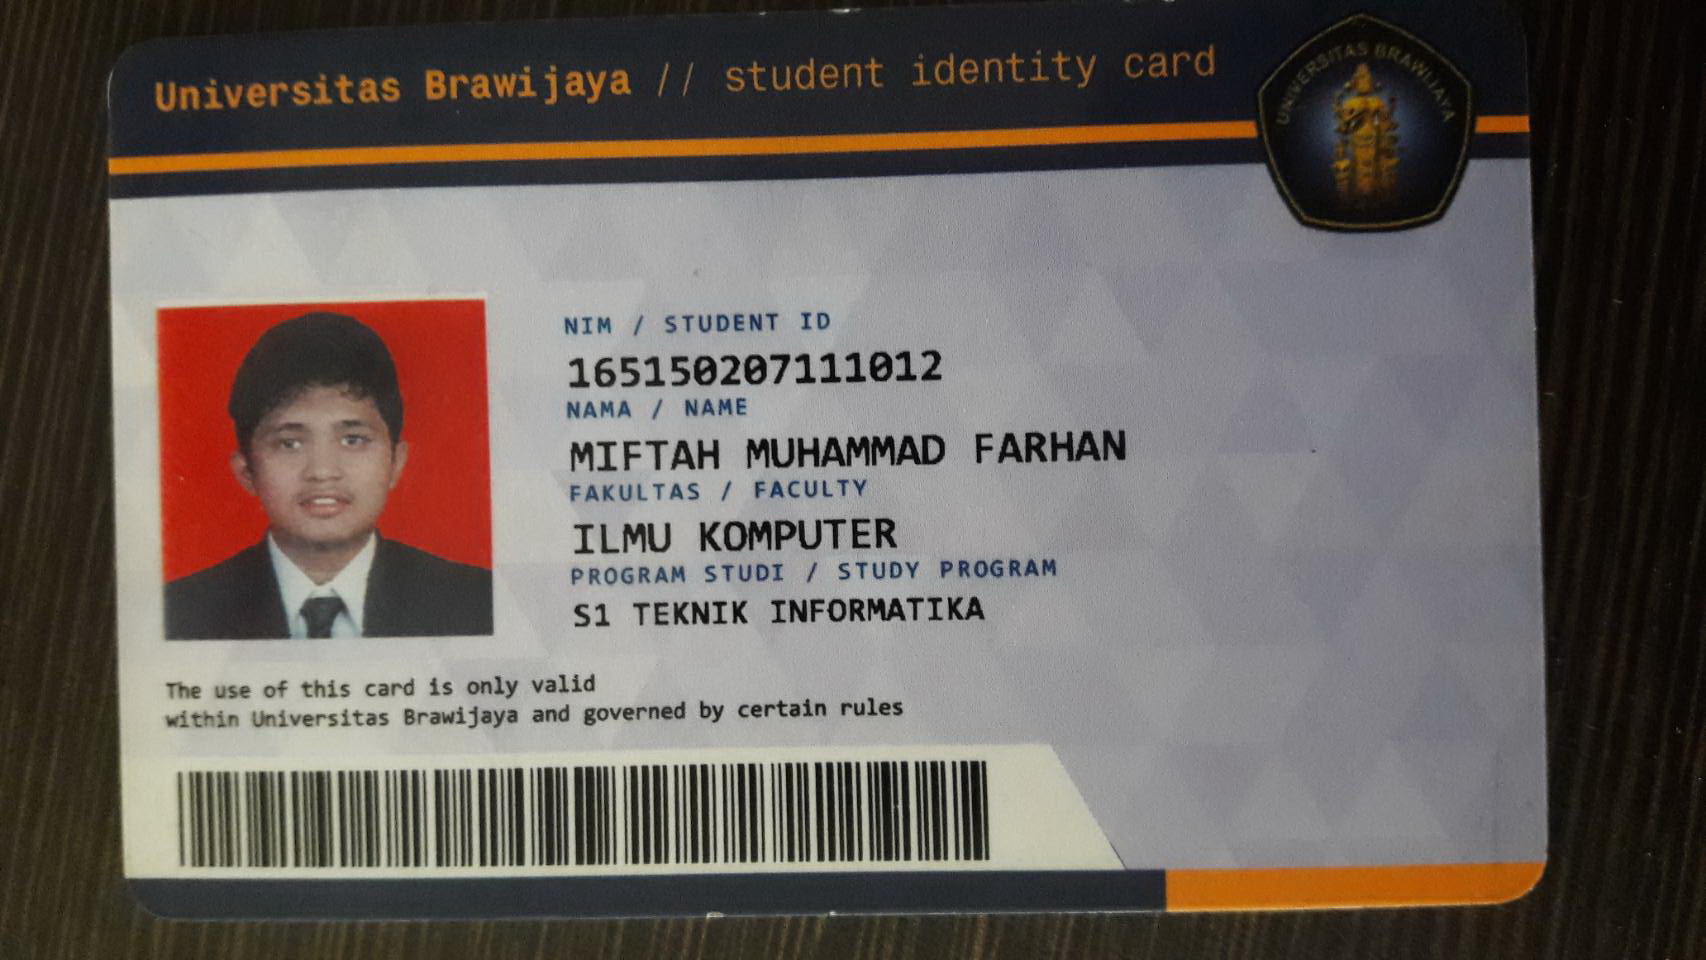 Universitas Brawijaya // student identity card
UNIVERSITAS BRAWIJAYA
NIM / STUDENT ID
165150207111012
NAMA / NAME
MIFTAH MUHAMMAD FARHAN
FAKULTAS / FACULTY
ILMU KOMPUTER
PROGRAM STUDI / STUDY PROGRAM
S1 TEKNIK INFORMATIKA
The use of this card is only valid
within Universitas Brawijaya and governed by certain rules